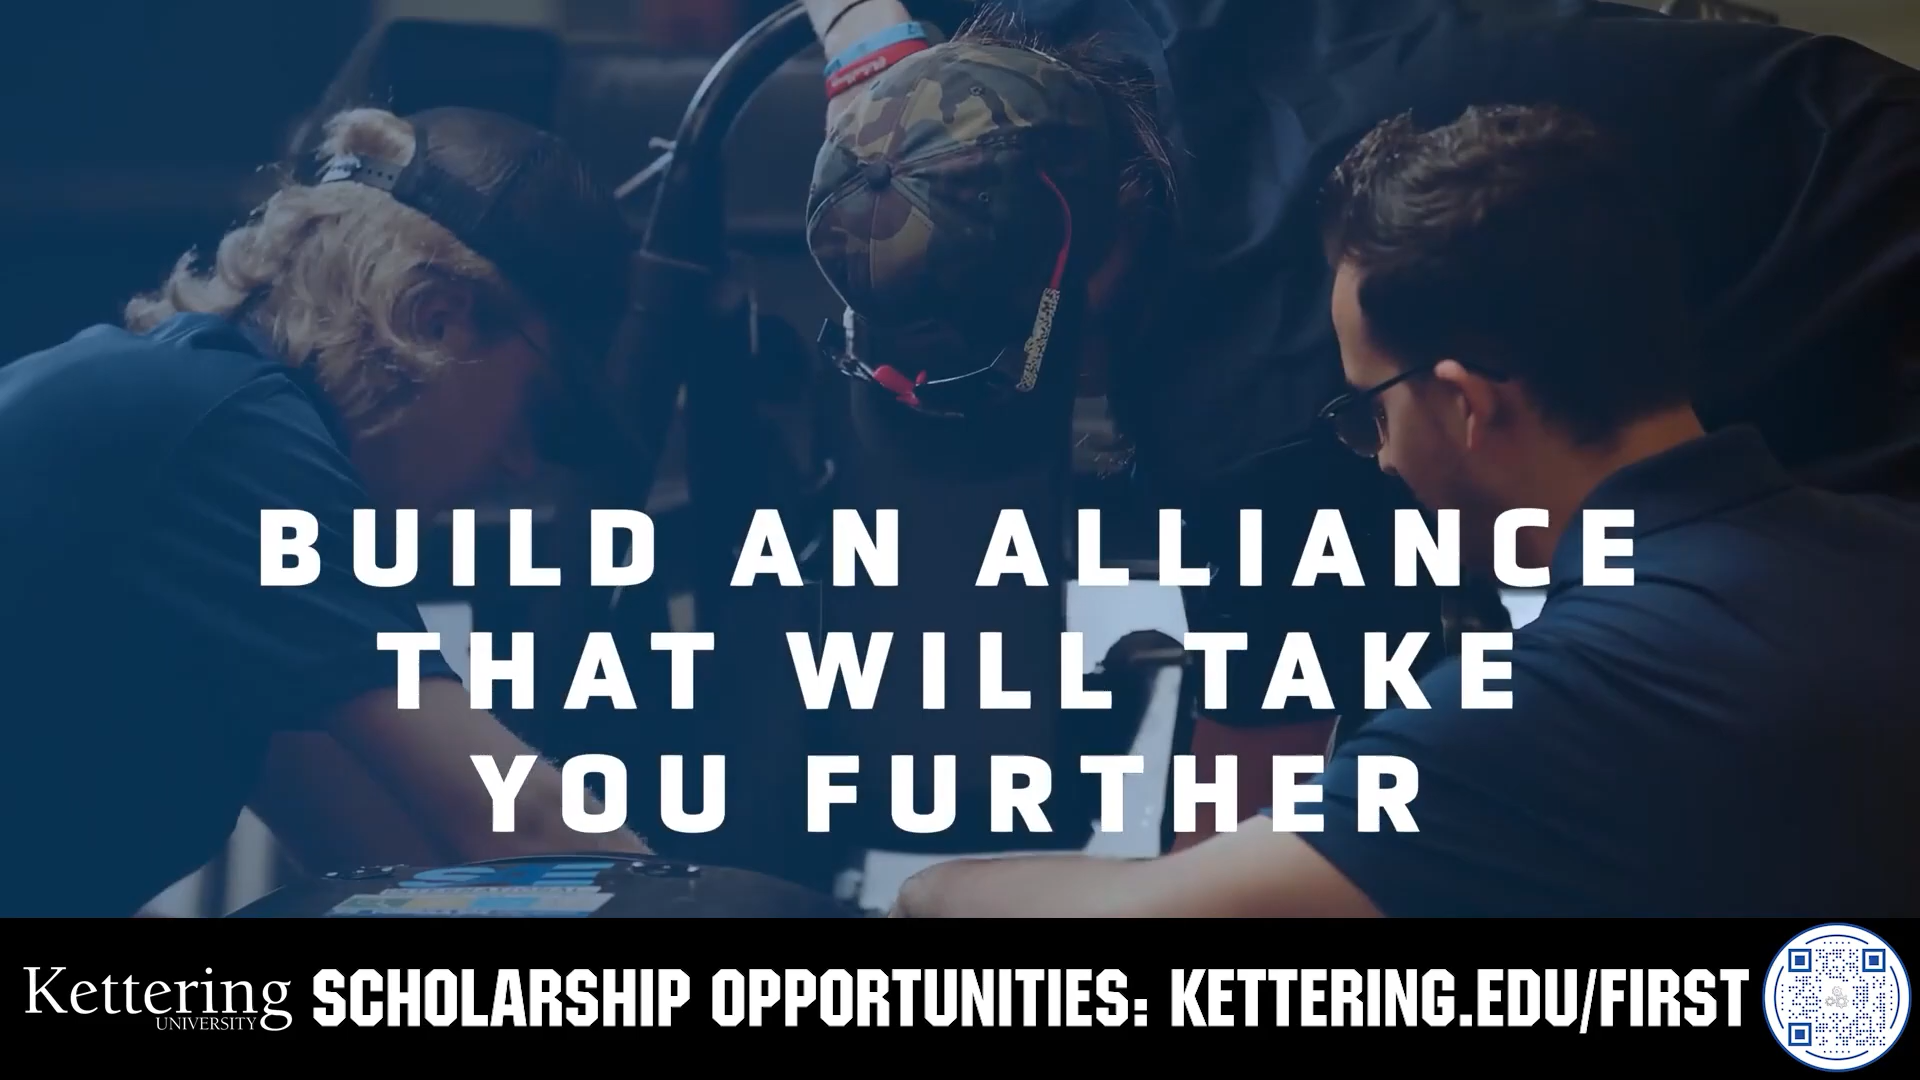 BUILD AN ALLIANCE
THAT WILL TAKE
YOU FURTHER
Kettering
UNIVERSITY
SCHOLARSHIP OPPORTUNITIES: KETTERING.EDU/FIRST